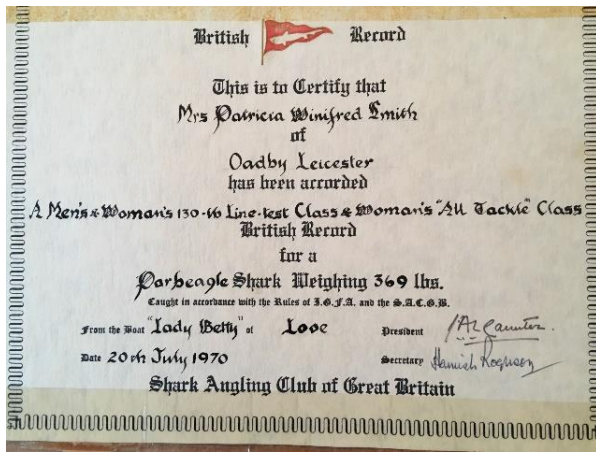 British Record
This is to Certify that
Mrs Patricia Winifred Smith
of
Oadby Leicester
has been accorded
A Men's & Woman's 130-lb Line-test Class & Woman's "All Tackle" Class
British Record
for a
Porbeagle Shark Weighing 369 lbs.
Caught in accordance with the Rules of I.G.F.A. and the S.A.C.G.B.
From the Boat "Lady Betty" of Looe President
Date 20th July 1970 Secretary Hamish
Shark Angling Club of Great Britain